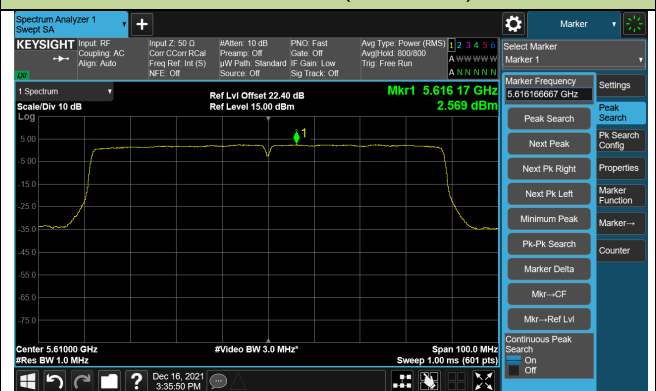 Spectrum Analyzer 1
Swept SA
Marker
KEYSIGHT
Input: RF
Coupling: AC
Align: Auto
Input Z: 50 Ω
Corr CCorr RCal
Freq Ref: Int (S)
NFE: Off
#Atten: 10 dB
Preamp: Off
µW Path: Standard
Source: Off
PNO: Fast
Gate: Off
IF Gain: Low
Sig Track: Off
Avg Type: Power (RMS)
Avg|Hold: 800/800
Trig: Free Run
1 2 3 4 5 6
A W W W W W
A N N N N N
LXI
Select Marker
Marker 1
1 Spectrum
Scale/Div 10 dB
Log
Ref Lvl Offset 22.40 dB
Ref Level 15.00 dBm
Mkr1 5.616 17 GHz
2.569 dBm
1
5.00
-5.00
-15.0
-25.0
-35.0
-45.0
-55.0
-65.0
-75.0
Center 5.61000 GHz
#Res BW 1.0 MHz
#Video BW 3.0 MHz*
Span 100.0 MHz
Sweep 1.00 ms (601 pts)
Marker Frequency
5.616166667 GHz
Peak Search
Next Peak
Next Pk Right
Next Pk Left
Minimum Peak
Pk-Pk Search
Marker Delta
Mkr→CF
Mkr→Ref Lvl
Continuous Peak
Search
On
Off
Settings
Peak
Search
Pk Search
Config
Properties
Marker
Function
Marker→
Counter
Dec 16, 2021
3:35:50 PM